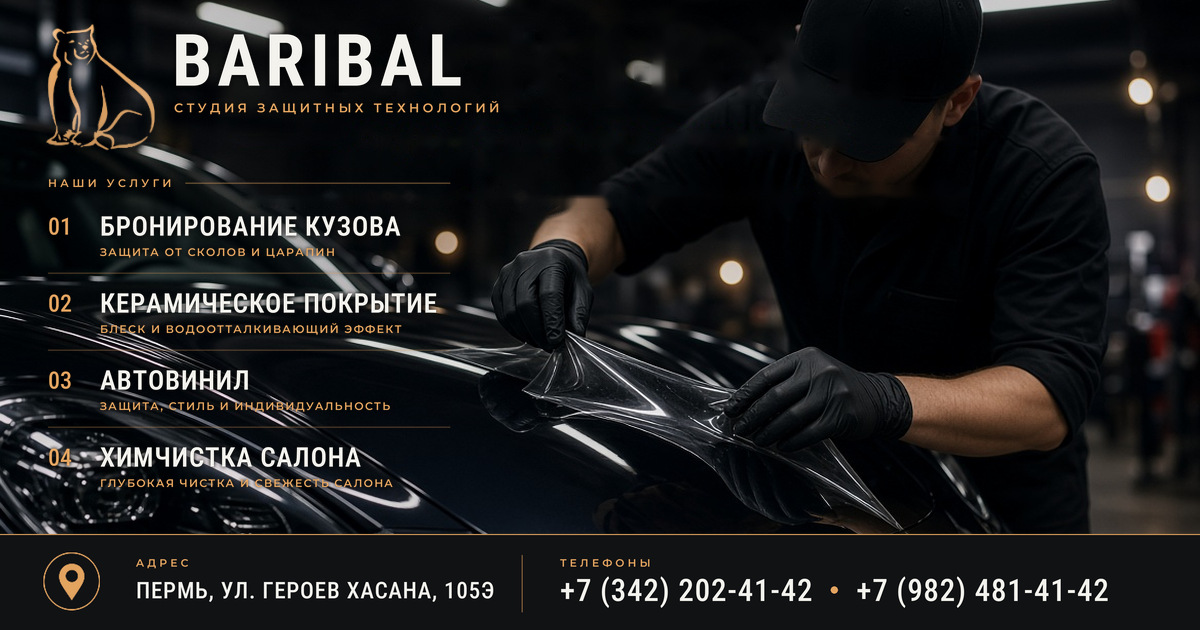 BARIBAL
СТУДИЯ ЗАЩИТНЫХ ТЕХНОЛОГИЙ
НАШИ УСЛУГИ
01 БРОНИРОВАНИЕ КУЗОВА
ЗАЩИТА ОТ СКОЛОВ И ЦАРАПИН
02 КЕРАМИЧЕСКОЕ ПОКРЫТИЕ
БЛЕСК И ВОДООТТАЛКИВАЮЩИЙ ЭФФЕКТ
03 АВТОВИНИЛ
ЗАЩИТА, СТИЛЬ И ИНДИВИДУАЛЬНОСТЬ
04 ХИМЧИСТКА САЛОНА
ГЛУБОКАЯ ЧИСТКА И СВЕЖЕСТЬ САЛОНА
АДРЕС
ПЕРМЬ, УЛ. ГЕРОЕВ ХАСАНА, 105Э
ТЕЛЕФОНЫ
+7 (342) 202-41-42 • +7 (982) 481-41-42